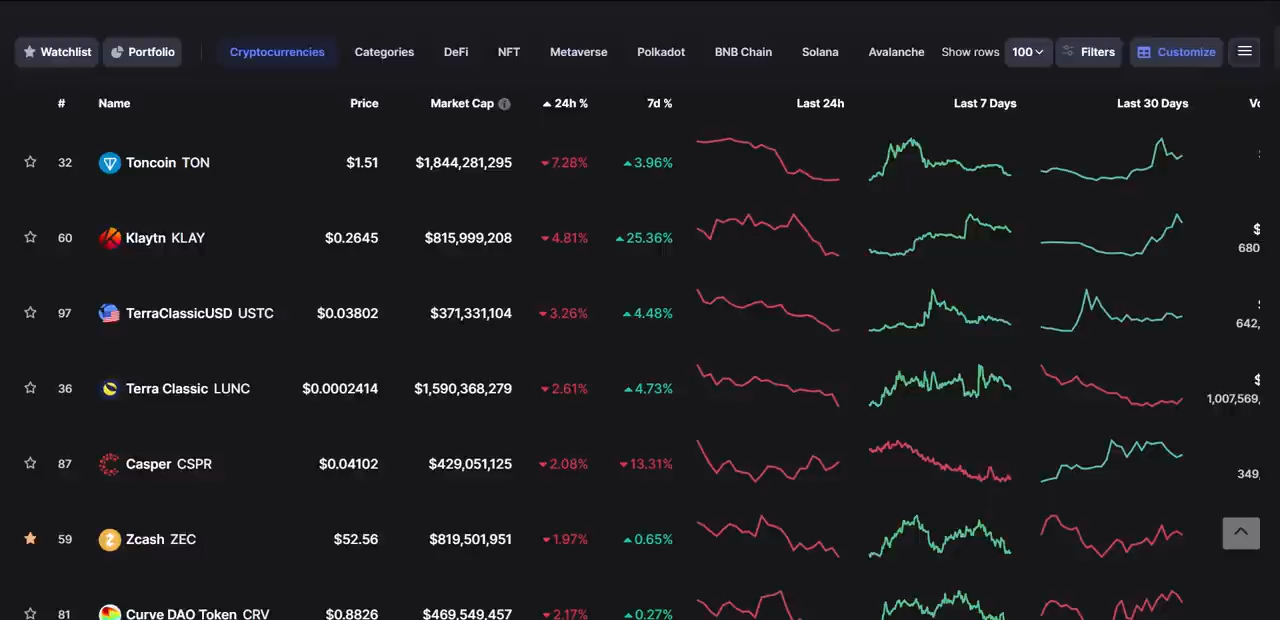 Watchlist Portfolio Cryptocurrencies Categories DeFi NFT Metaverse Polkadot BNB Chain Solana Avalanche Show rows 100 Filters Customize
# Name Price Market Cap 24h % 7d % Last 24h Last 7 Days Last 30 Days
32 Toncoin TON $1.51 $1,844,281,295 7.28% 3.96%
60 Klaytn KLAY $0.2645 $815,999,208 4.81% 25.36% $
680
97 TerraClassicUSD USTC $0.03802 $371,331,104 3.26% 4.48%
642,
36 Terra Classic LUNC $0.0002414 $1,590,368,279 2.61% 4.73% $
1,007,569,
87 Casper CSPR $0.04102 $429,051,125 2.08% 13.31%
349
59 Zcash ZEC $52.56 $819,501,951 1.97% 0.65%
81 Curve DAO Token CRV $0.8826 $469,549,457 2.17% 0.27%